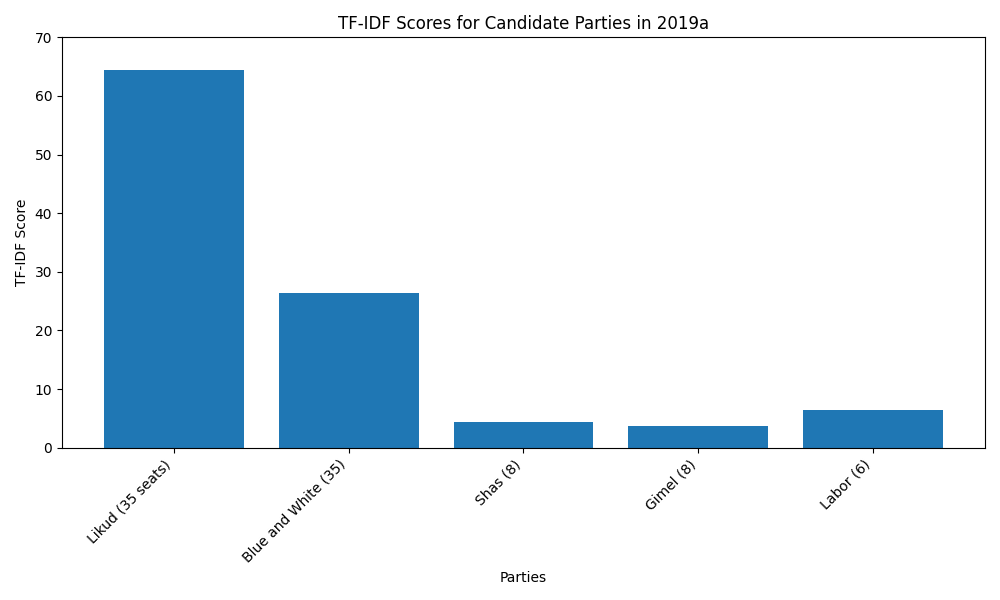 TF-IDF Scores for Candidate Parties in 2019a
TF-IDF Score
70
60
50
40
30
20
10
0
Likud (35 seats)
Blue and White (35)
Shas (8)
Gimel (8)
Labor (6)
Parties